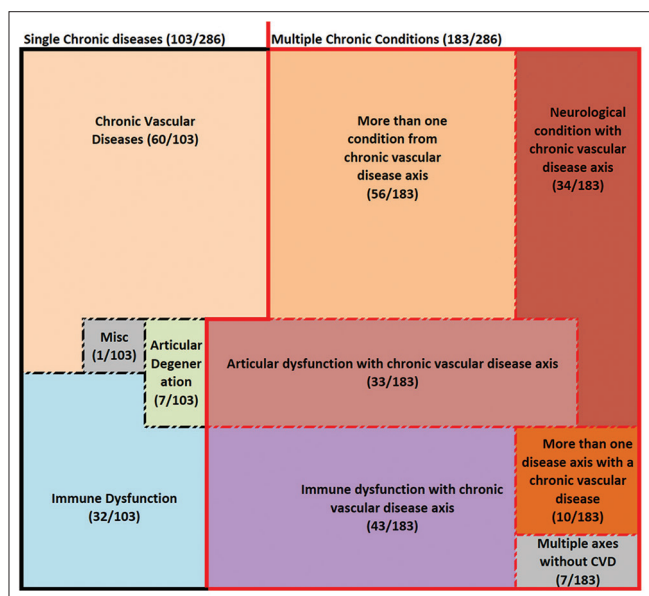 Single Chronic diseases (103/286)
Multiple Chronic Conditions (183/286)
Chronic Vascular
Diseases (60/103)
More than one
condition from
chronic vascular
disease axis
(56/183)
Neurological
condition with
chronic vascular
disease axis
(34/183)
Misc
(1/103)
Articular
Degener
ation
(7/103)
Articular dysfunction with chronic vascular disease axis
(33/183)
Immune Dysfunction
(32/103)
Immune dysfunction with chronic
vascular disease axis
(43/183)
More than one
disease axis with a
chronic vascular
disease
(10/183)
Multiple axes
without CVD
(7/183)